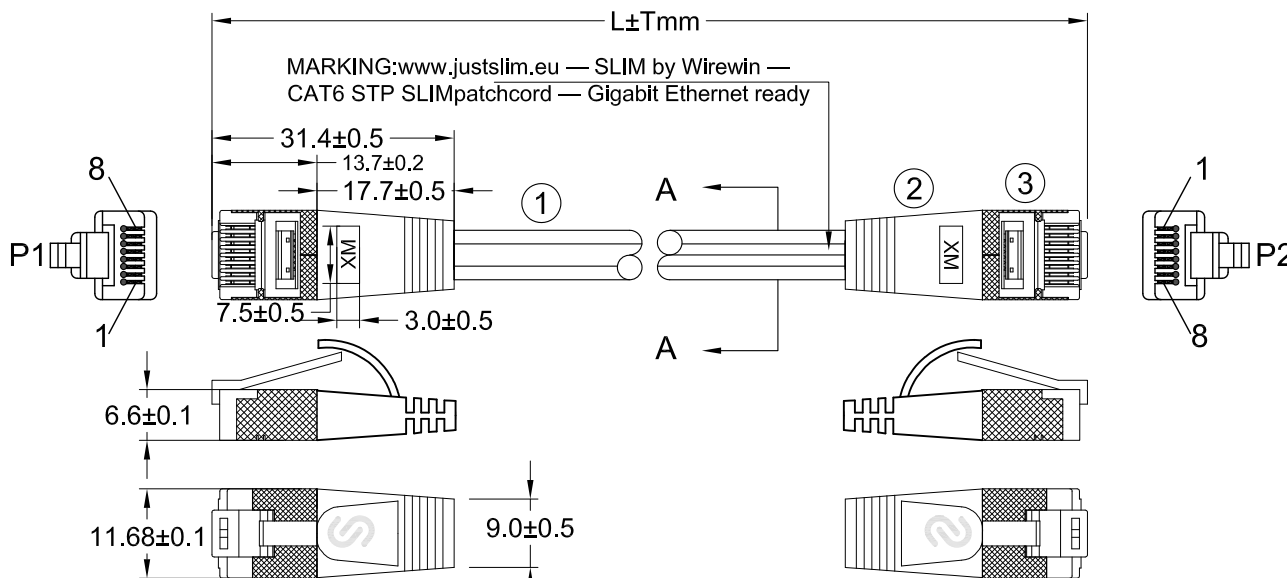 L±Tmm
MARKING:www.justslim.eu — SLIM by Wirewin —
CAT6 STP SLIMpatchcord — Gigabit Ethernet ready
31.4±0.5
13.7±0.2
17.7±0.5
8
1
P1
1
A
2
3
1
P2
8
XM
XM
7.5±0.5
3.0±0.5
A
6.6±0.1
11.68±0.1
9.0±0.5
S
S